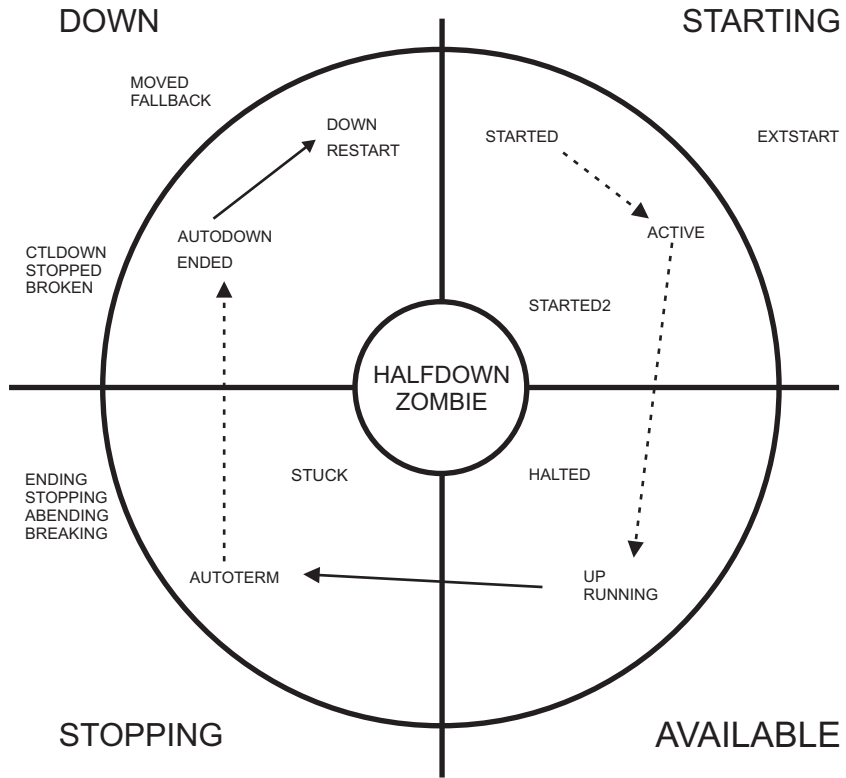 DOWN
STARTING
MOVED
FALLBACK
DOWN
RESTART
STARTED
EXTSTART
AUTODOWN
ENDED
ACTIVE
CTLDOWN
STOPPED
BROKEN
STARTED2
HALFDOWN
ZOMBIE
ENDING
STOPPING
ABENDING
BREAKING
STUCK
HALTED
AUTOTERM
UP
RUNNING
STOPPING
AVAILABLE